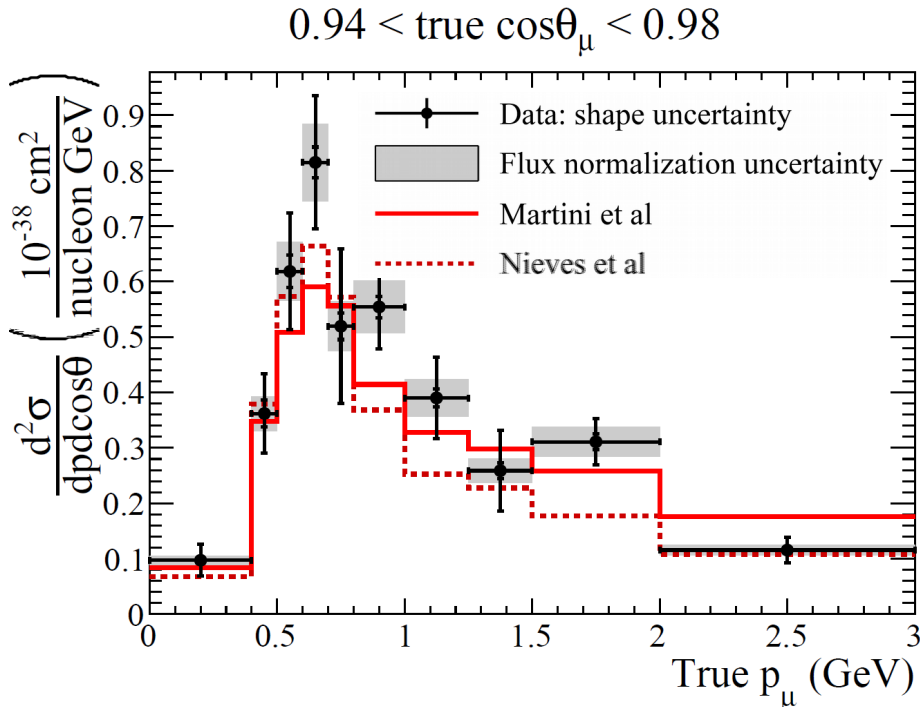 0.94 < true cosθμ < 0.98
d²σ/dpdcosθ (10⁻³⁸ cm²/nucleon GeV)
Data: shape uncertainty
Flux normalization uncertainty
Martini et al
Nieves et al
0.9
0.8
0.7
0.6
0.5
0.4
0.3
0.2
0.1
0
0 0.5 1 1.5 2 2.5 3
True pμ (GeV)